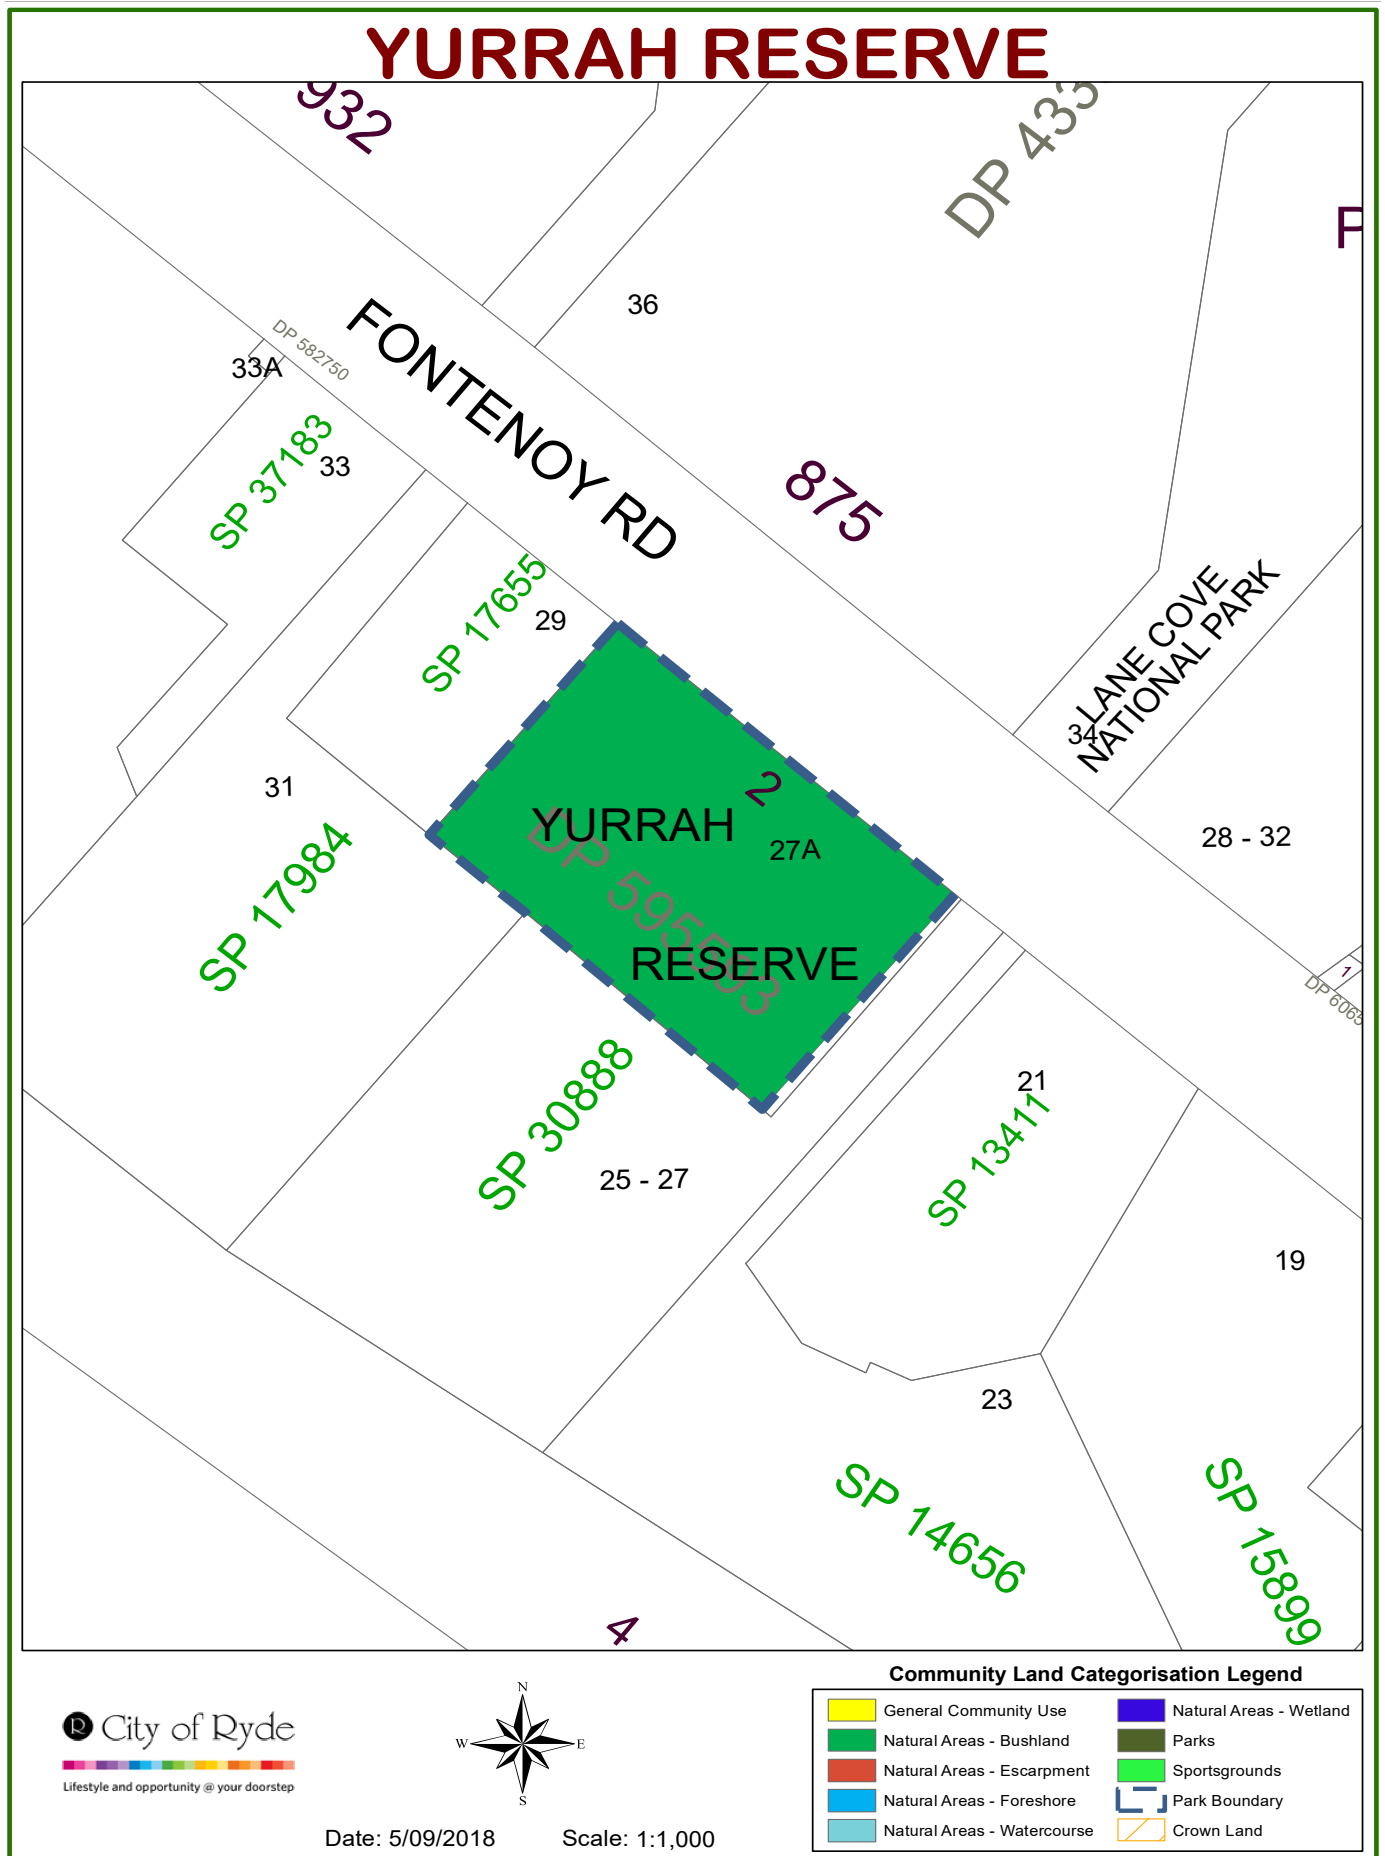 YURRAH RESERVE
932
DP 433
P
36
DP 582750
33A
FONTENOY RD
SP 37183
33
875
SP 17655
29
LANE COVE
NATIONAL PARK
34
2
31
YURRAH
27A
28 - 32
SP 17984
DP 595593
RESERVE
1
DP 6065
SP 30888
21
SP 13411
25 - 27
19
23
SP 14656
SP 15899
4
Community Land Categorisation Legend
General Community Use
Natural Areas - Bushland
Natural Areas - Escarpment
Natural Areas - Foreshore
Natural Areas - Watercourse
Natural Areas - Wetland
Parks
Sportsgrounds
Park Boundary
Crown Land
R City of Ryde
Lifestyle and opportunity @ your doorstep
N
W E
S
Date: 5/09/2018 Scale: 1:1,000